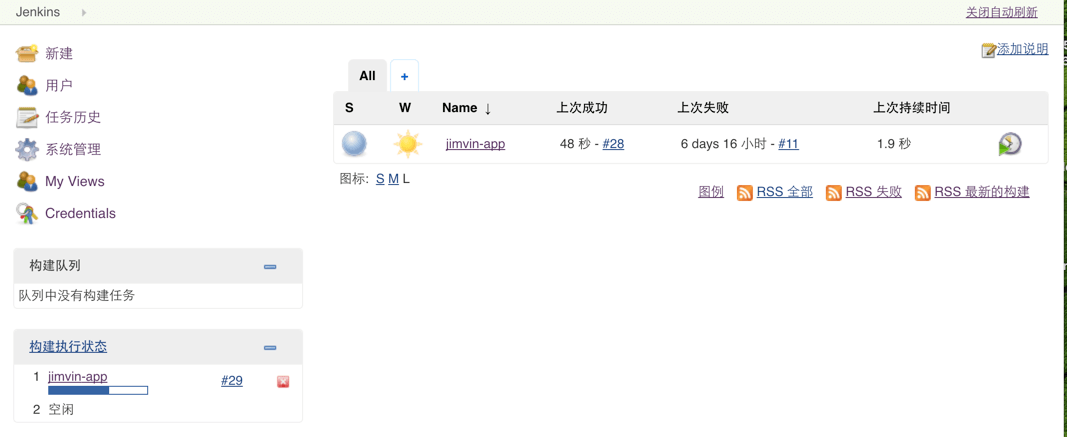 Jenkins
关闭自动刷新
添加说明
新建
用户
任务历史
系统管理
My Views
Credentials
All +
S W Name ↓ 上次成功 上次失败 上次持续时间
jimvin-app 48 秒 - #28 6 days 16 小时 - #11 1.9 秒
图标: S M L
图例 RSS 全部 RSS 失败 RSS 最新的构建
构建队列
队列中没有构建任务
构建执行状态
1 jimvin-app #29
2 空闲